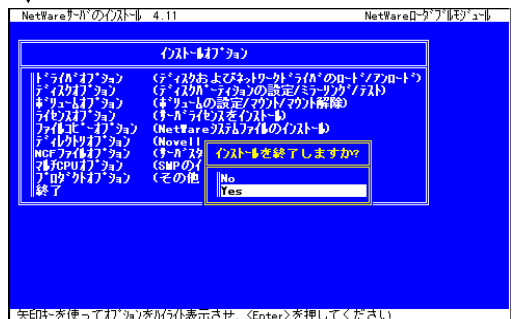 NetWareｻｰﾊﾞのｲﾝｽﾄｰﾙ 4.11 NetWareﾛｰﾀﾞﾌﾞﾙﾓｼﾞｭｰﾙ
ｲﾝｽﾄｰﾙｵﾌﾟｼｮﾝ
ﾄﾞﾗｲﾊﾞｵﾌﾟｼｮﾝ (ﾃﾞｨｽｸおよびﾈｯﾄﾜｰｸﾄﾞﾗｲﾊﾞのﾛｰﾄﾞ/ｱﾝﾛｰﾄﾞ)
ﾃﾞｨｽｸｵﾌﾟｼｮﾝ (ﾃﾞｨｽｸﾊﾟｰﾃｨｼｮﾝの設定/ﾐﾗｰﾘﾝｸﾞ/ﾃｽﾄ)
ﾎﾞﾘｭｰﾑｵﾌﾟｼｮﾝ (ﾎﾞﾘｭｰﾑの設定/ﾏｳﾝﾄ/ﾏｳﾝﾄ解除)
ﾗｲｾﾝｽｵﾌﾟｼｮﾝ (ｻｰﾊﾞﾗｲｾﾝｽをｲﾝｽﾄｰﾙ)
ﾌｧｲﾙｺﾋﾟｰｵﾌﾟｼｮﾝ (NetWareｼｽﾃﾑﾌｧｲﾙのｲﾝｽﾄｰﾙ)
ﾃﾞｨﾚｸﾄﾘｵﾌﾟｼｮﾝ (Novell
NCFﾌｧｲﾙｵﾌﾟｼｮﾝ (ｻｰﾊﾞｽﾀ
ﾏﾙﾁCPUｵﾌﾟｼｮﾝ (SMPのｲ
ﾌﾟﾛﾀﾞｸﾄｵﾌﾟｼｮﾝ (その他
終了
ｲﾝｽﾄｰﾙを終了しますか?
No
Yes
矢印ｷｰを使ってｵﾌﾟｼｮﾝをﾊｲﾗｲﾄ表示させ、<Enter>を押してください